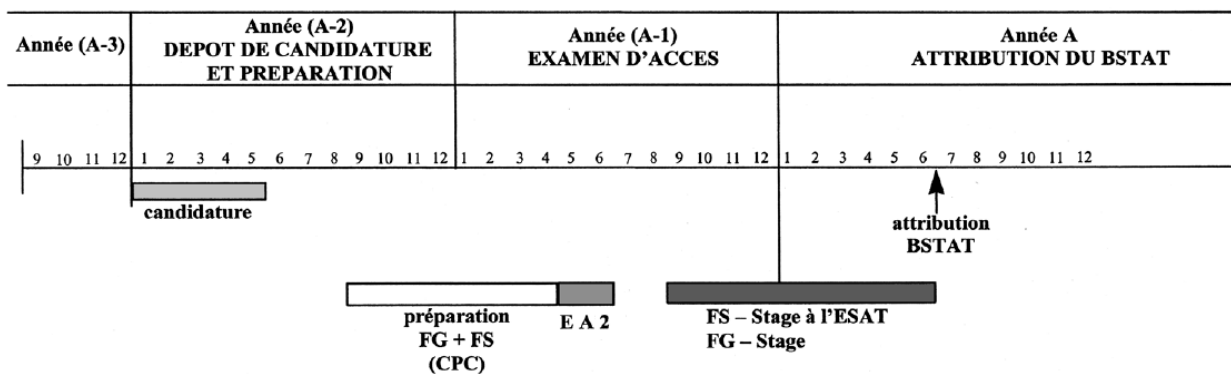 Année (A-3)
Année (A-2)
DEPOT DE CANDIDATURE
ET PREPARATION
Année (A-1)
EXAMEN D'ACCES
Année A
ATTRIBUTION DU BSTAT
9 10 11 12 1 2 3 4 5 6 7 8 9 10 11 12 1 2 3 4 5 6 7 8 9 10 11 12 1 2 3 4 5 6 7 8 9 10 11 12
candidature
attribution
BSTAT
préparation
FG + FS
(CPC)
E A 2
FS – Stage à l'ESAT
FG – Stage